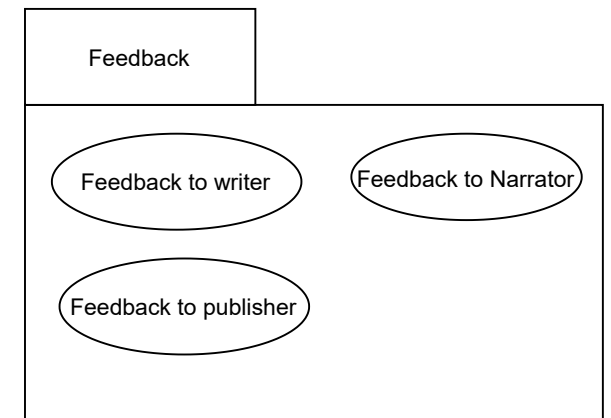 Feedback
Feedback to writer
Feedback to Narrator
Feedback to publisher